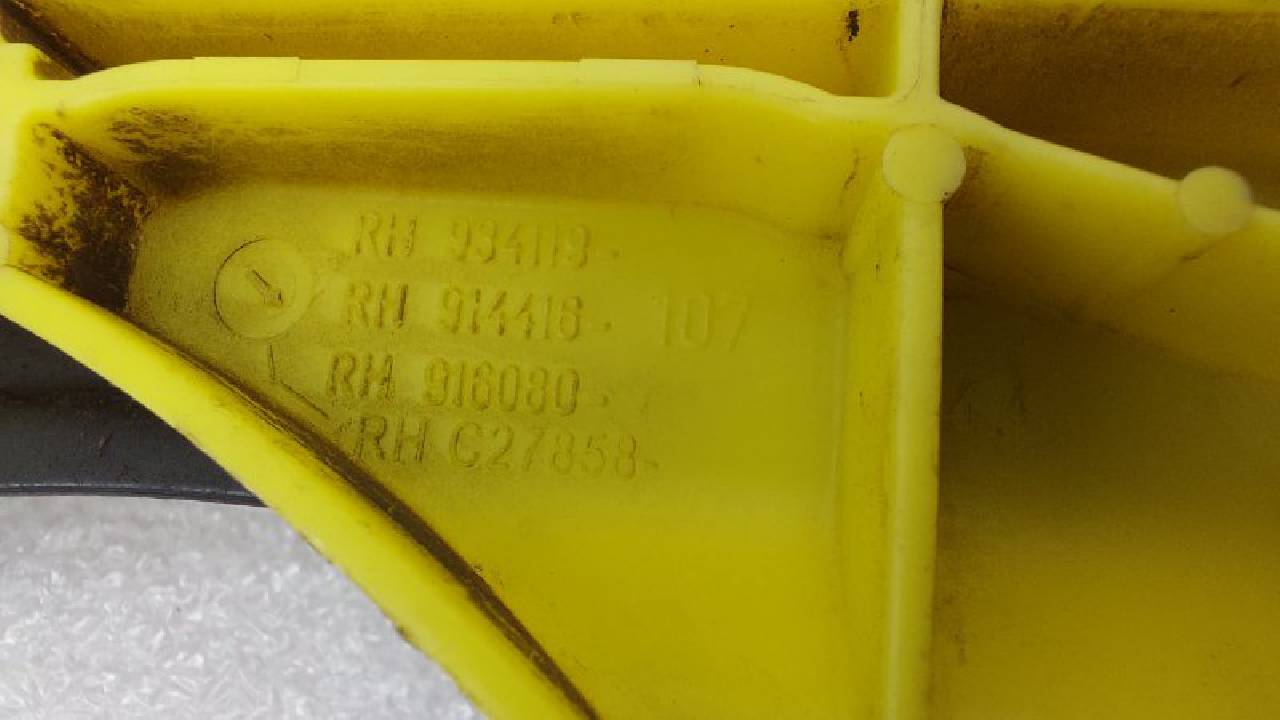 RH 934118.
RH 914416. 107
RH 916080.
RH C27858-